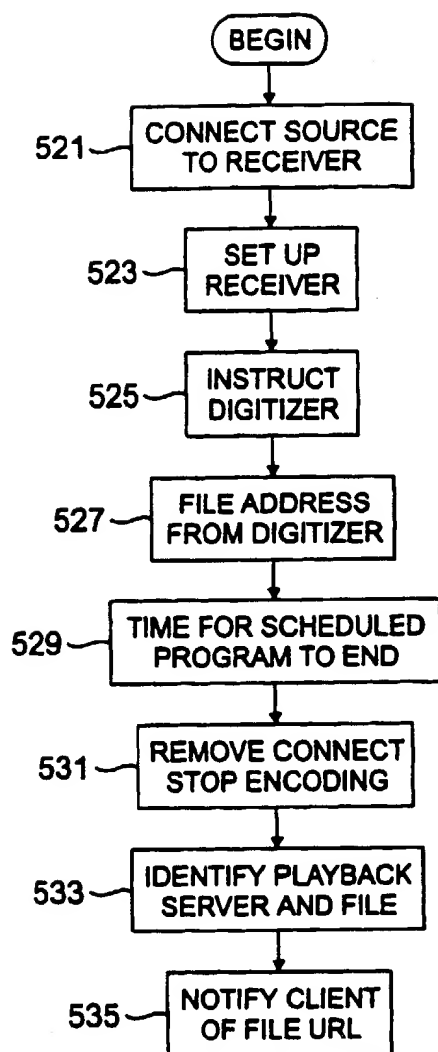 BEGIN
521
CONNECT SOURCE
TO RECEIVER
523
SET UP
RECEIVER
525
INSTRUCT
DIGITIZER
527
FILE ADDRESS
FROM DIGITIZER
529
TIME FOR SCHEDULED
PROGRAM TO END
531
REMOVE CONNECT
STOP ENCODING
533
IDENTIFY PLAYBACK
SERVER AND FILE
535
NOTIFY CLIENT
OF FILE URL